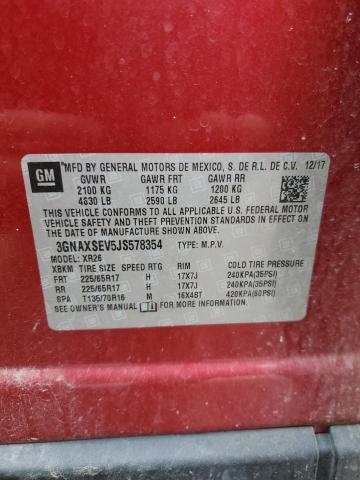 GM
MFD BY GENERAL MOTORS DE MEXICO, S. DE R.L. DE C.V. 12/17
GVWR GAWR FRT GAWR RR
2100 KG 1175 KG 1200 KG
4630 LB 2590 LB 2645 LB
THIS VEHICLE CONFORMS TO ALL APPLICABLE U.S. FEDERAL MOTOR
VEHICLE SAFETY AND THEFT PREVENTION STANDARDS IN EFFECT ON THE
DATE OF MANUFACTURE SHOWN ABOVE.
3GNAXSEV5JS578354 TYPE: M.P.V.
MODEL: XR26
XBKM TIRE SIZE SPEED RTG RIM COLD TIRE PRESSURE
FRT 225/65R17 H 17X7J 240KPA(35PSI)
RR 225/65R17 H 17X7J 240KPA(35PSI)
SPA T135/70R16 M 16X4BT 420KPA(60PSI)
SEE OWNER'S MANUAL FOR MORE INFORMATION.